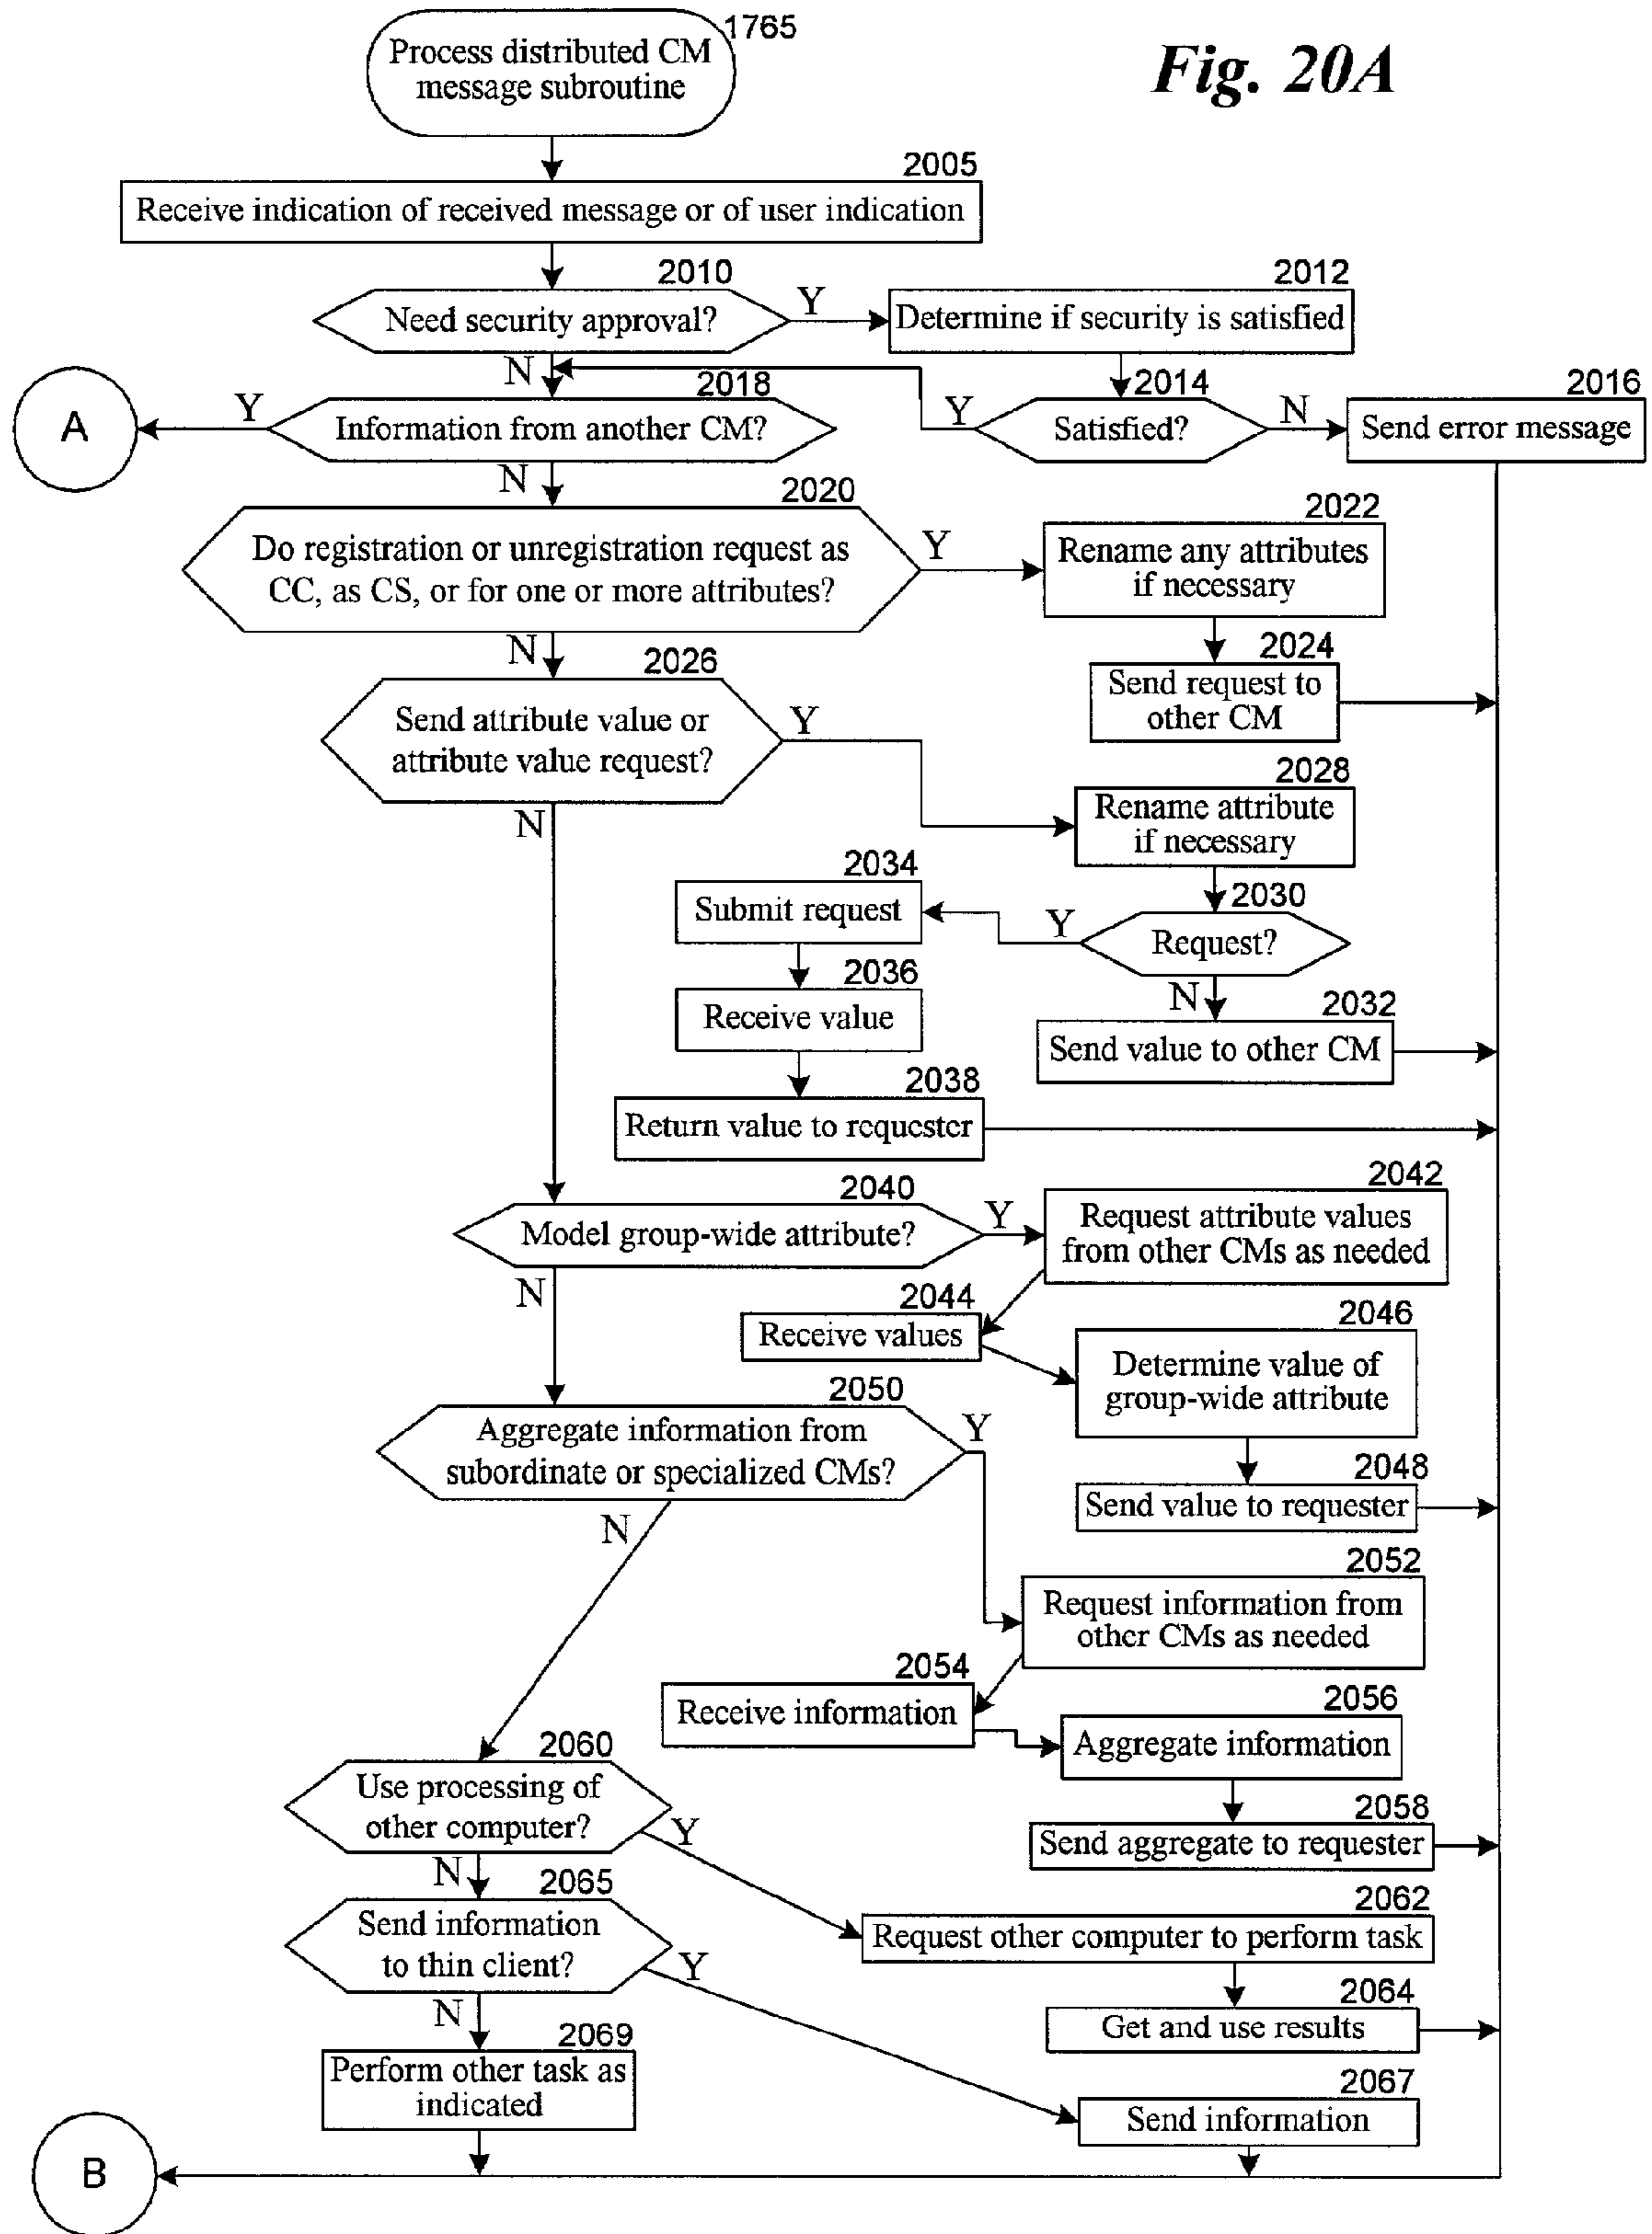 1765
Process distributed CM
message subroutine
Fig. 20A
2005
Receive indication of received message or of user indication
2010
Need security approval?
Y
2012
Determine if security is satisfied
N
A
Y
2018
Information from another CM?
Y
2014
Satisfied?
N
2016
Send error message
N
2020
Do registration or unregistration request as
CC, as CS, or for one or more attributes?
Y
2022
Rename any attributes
if necessary
2024
Send request to
other CM
N
2026
Send attribute value or
attribute value request?
Y
2028
Rename attribute
if necessary
N
2030
Request?
Y
2034
Submit request
2036
Receive value
N
2032
Send value to other CM
2038
Return value to requester
2040
Model group-wide attribute?
Y
2042
Request attribute values
from other CMs as needed
N
2044
Receive values
2046
Determine value of
group-wide attribute
2048
Send value to requester
2050
Aggregate information from
subordinate or specialized CMs?
Y
N
2052
Request information from
other CMs as needed
2054
Receive information
2056
Aggregate information
2058
Send aggregate to requester
2060
Use processing of
other computer?
Y
N
2062
Request other computer to perform task
2064
Get and use results
2065
Send information
to thin client?
Y
N
2067
Send information
2069
Perform other task as
indicated
B